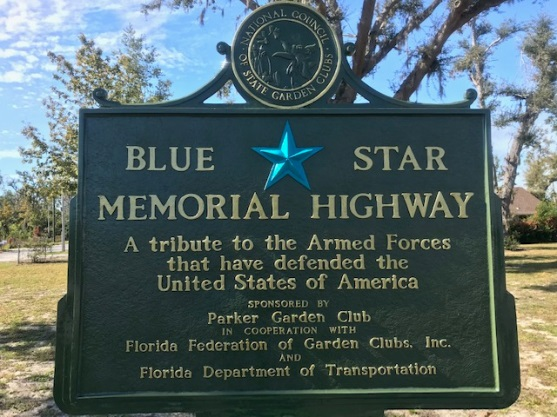 NATIONAL COUNCIL
OF STATE GARDEN CLUBS
BLUE STAR
MEMORIAL HIGHWAY
A tribute to the Armed Forces
that have defended the
United States of America
SPONSORED BY
Parker Garden Club
IN COOPERATION WITH
Florida Federation of Garden Clubs, Inc.
AND
Florida Department of Transportation